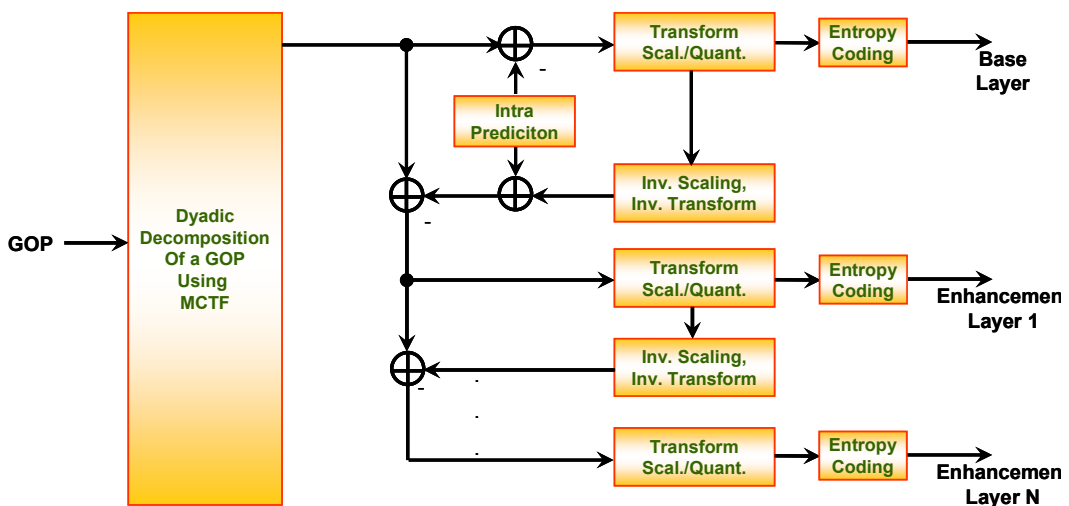 GOP
Dyadic
Decomposition
Of a GOP
Using
MCTF
Transform
Scal./Quant.
Entropy
Coding
Base
Layer
-
Intra
Prediciton
Inv. Scaling,
Inv. Transform
-
Transform
Scal./Quant.
Entropy
Coding
Enhancemen
Layer 1
Inv. Scaling,
Inv. Transform
-
Transform
Scal./Quant.
Entropy
Coding
Enhancemen
Layer N